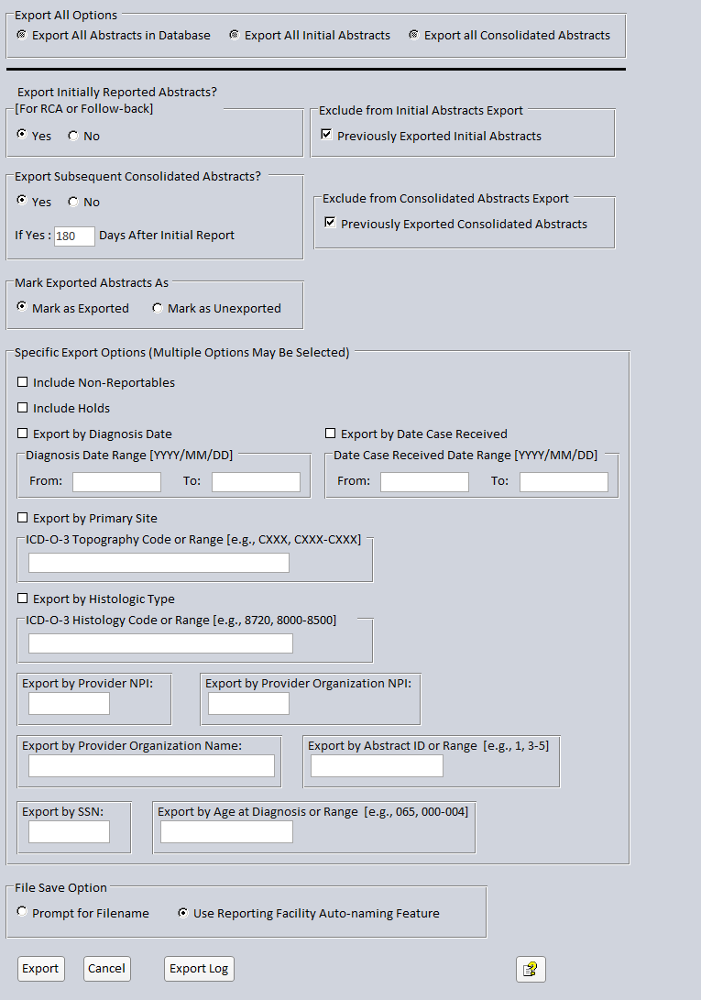 Export All Options
Export All Abstracts in Database Export All Initial Abstracts Export all Consolidated Abstracts
Export Initially Reported Abstracts?
[For RCA or Follow-back]
Yes No
Exclude from Initial Abstracts Export
Previously Exported Initial Abstracts
Export Subsequent Consolidated Abstracts?
Yes No
If Yes : 180 Days After Initial Report
Exclude from Consolidated Abstracts Export
Previously Exported Consolidated Abstracts
Mark Exported Abstracts As
Mark as Exported Mark as Unexported
Specific Export Options (Multiple Options May Be Selected)
Include Non-Reportables
Include Holds
Export by Diagnosis Date
Diagnosis Date Range [YYYY/MM/DD]
From: To:
Export by Date Case Received
Date Case Received Date Range [YYYY/MM/DD]
From: To:
Export by Primary Site
ICD-O-3 Topography Code or Range [e.g., CXXX, CXXX-CXXX]
Export by Histologic Type
ICD-O-3 Histology Code or Range [e.g., 8720, 8000-8500]
Export by Provider NPI: Export by Provider Organization NPI:
Export by Provider Organization Name: Export by Abstract ID or Range [e.g., 1, 3-5]
Export by SSN: Export by Age at Diagnosis or Range [e.g., 065, 000-004]
File Save Option
Prompt for Filename Use Reporting Facility Auto-naming Feature
Export Cancel Export Log ?